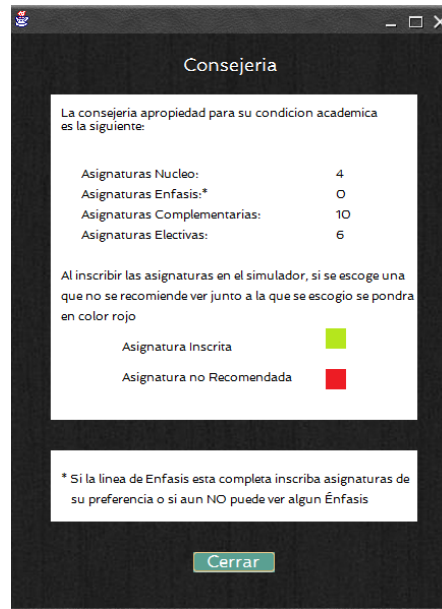 Consejeria
La consejeria apropiedad para su condicion academica
es la siguiente:
Asignaturas Nucleo: 4
Asignaturas Enfasis:* 0
Asignaturas Complementarias: 10
Asignaturas Electivas: 6
Al inscribir las asignaturas en el simulador, si se escoge una
que no se recomiende ver junto a la que se escogio se pondra
en color rojo
Asignatura Inscrita
Asignatura no Recomendada
* Si la linea de Enfasis esta completa inscriba asignaturas de
su preferencia o si aun NO puede ver algun Énfasis
Cerrar